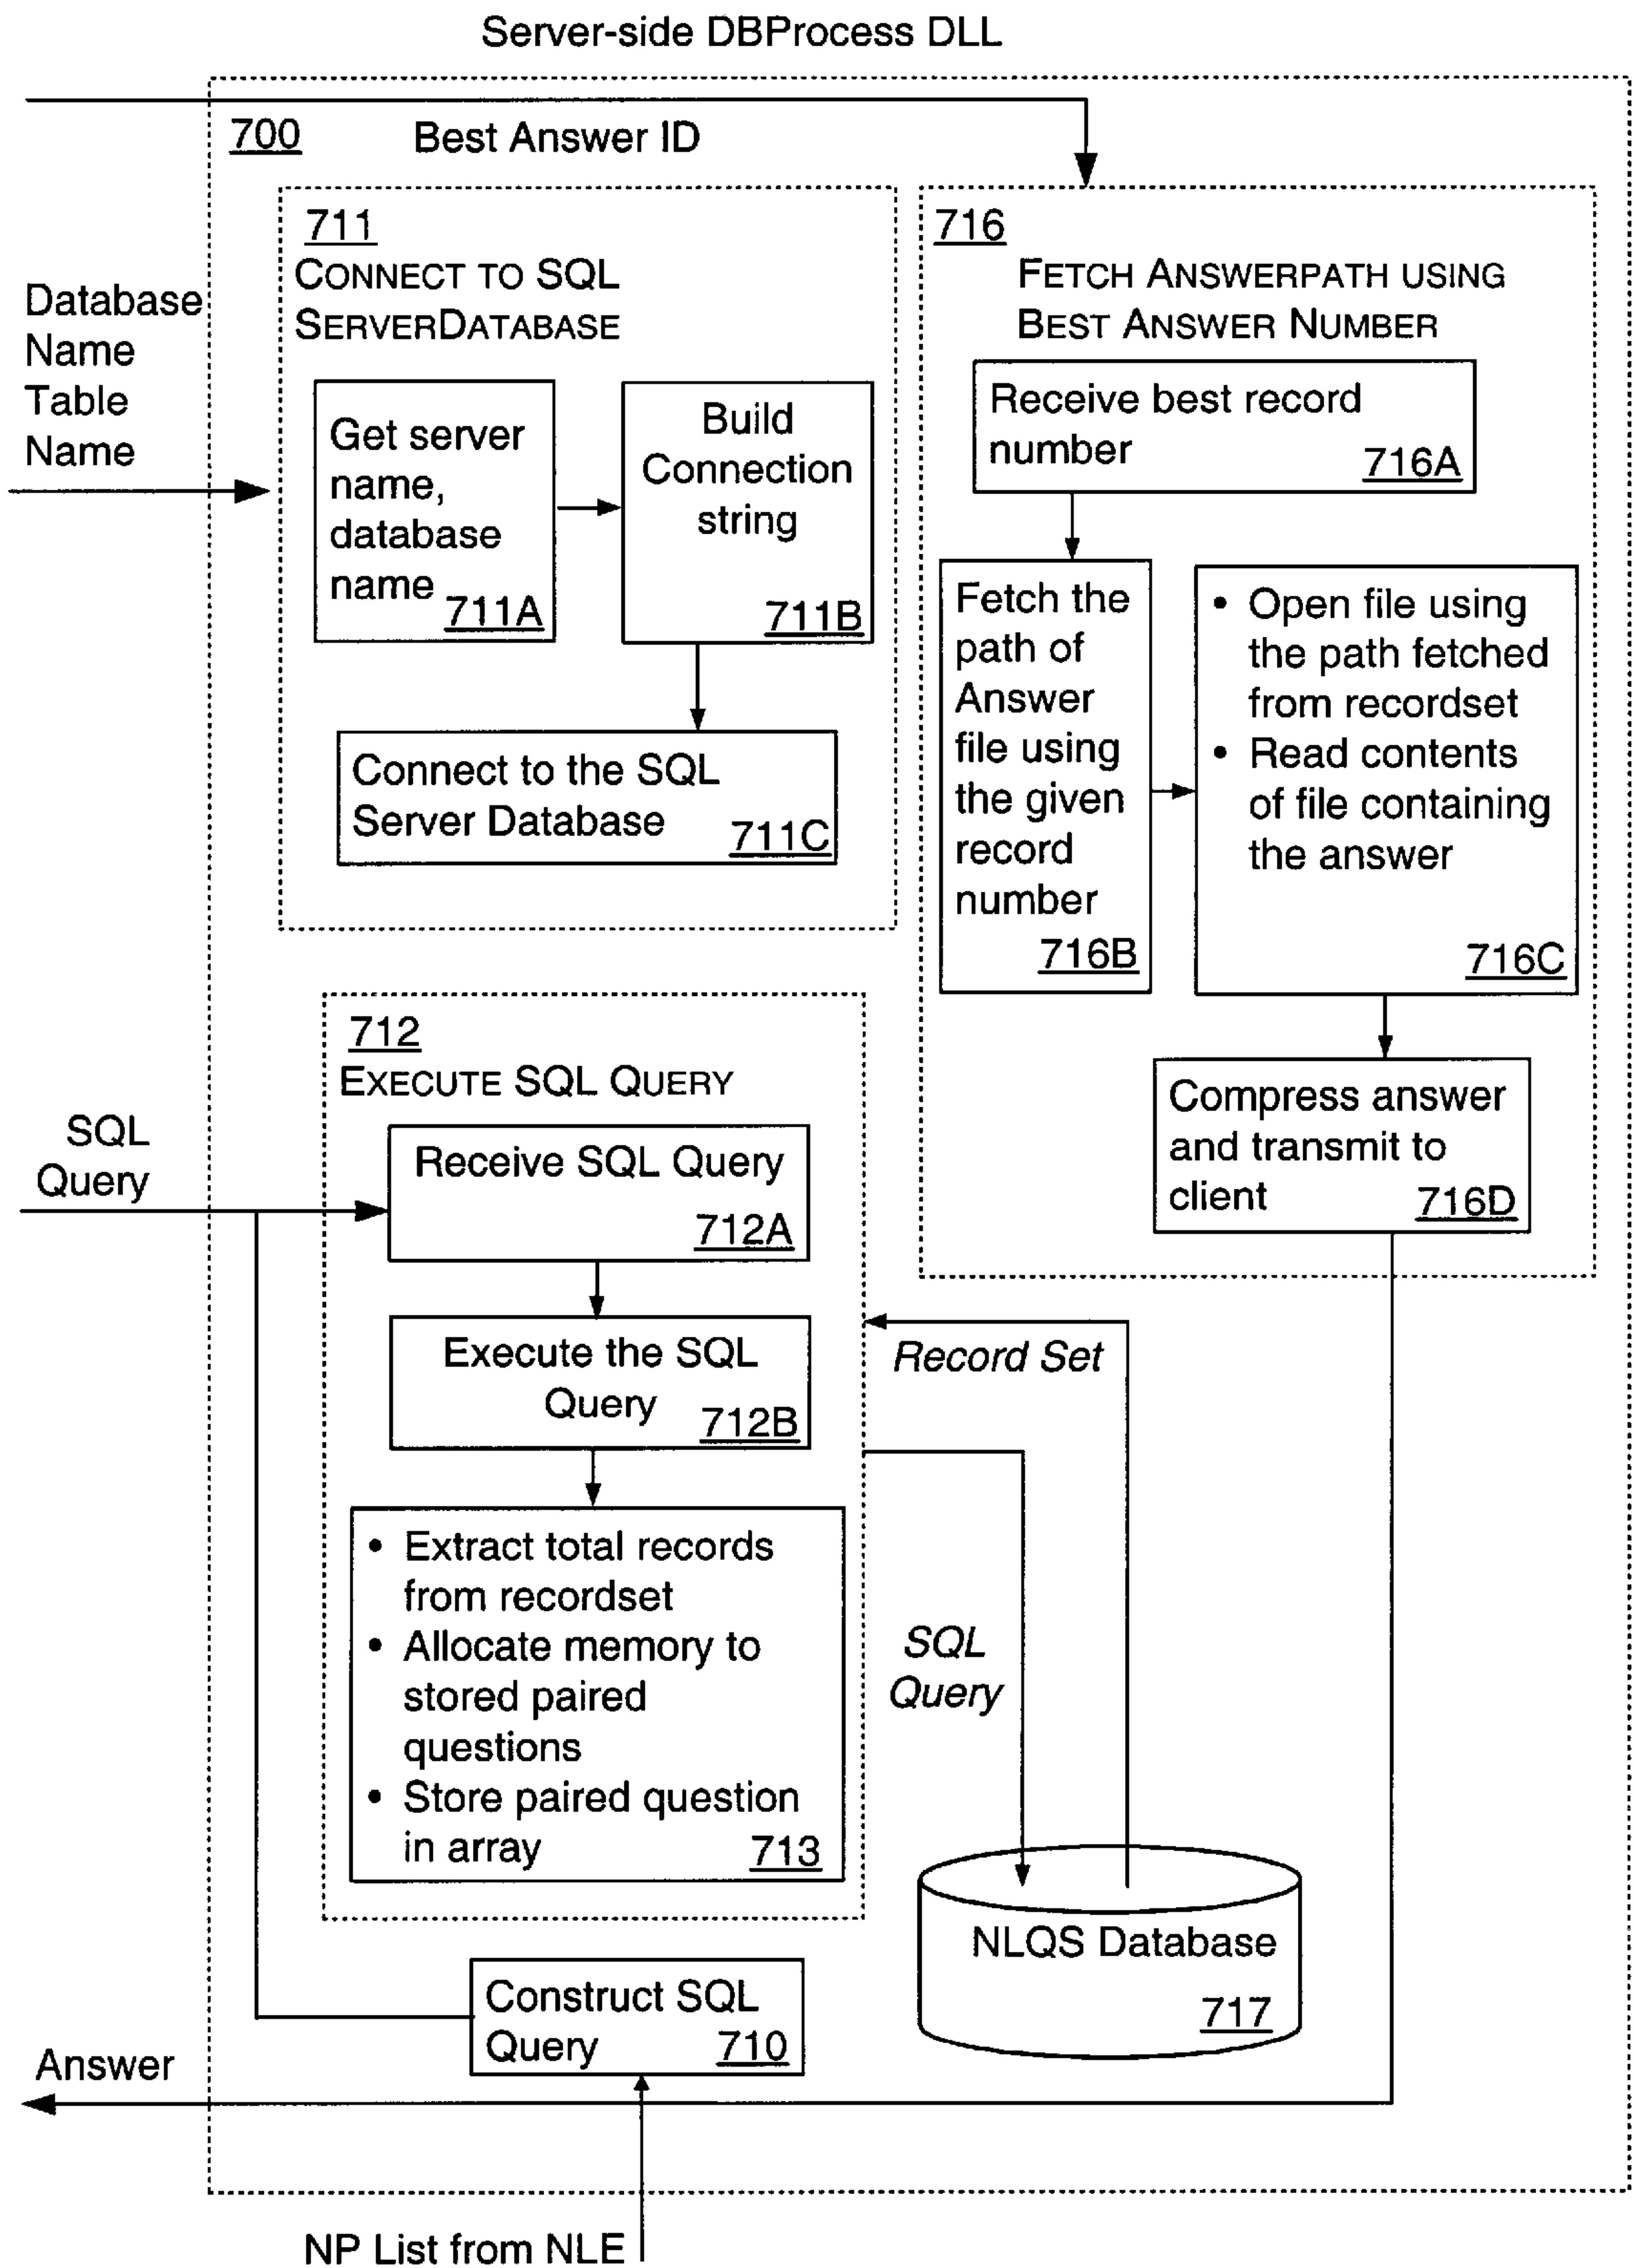 Server-side DBProcess DLL
700
Best Answer ID
Database
Name
Table
Name
711
CONNECT TO SQL
SERVERDATABASE
Get server
name,
database
name
711A
Build
Connection
string
711B
Connect to the SQL
Server Database
711C
716
FETCH ANSWERPATH USING
BEST ANSWER NUMBER
Receive best record
number
716A
Fetch the
path of
Answer
file using
the given
record
number
716B
• Open file using
the path fetched
from recordset
• Read contents
of file containing
the answer
716C
Compress answer
and transmit to
client
716D
SQL
Query
712
EXECUTE SQL QUERY
Receive SQL Query
712A
Execute the SQL
Query
712B
• Extract total records
from recordset
• Allocate memory to
stored paired
questions
• Store paired question
in array
713
Record Set
SQL
Query
NLQS Database
717
Construct SQL
Query
710
Answer
NP List from NLE